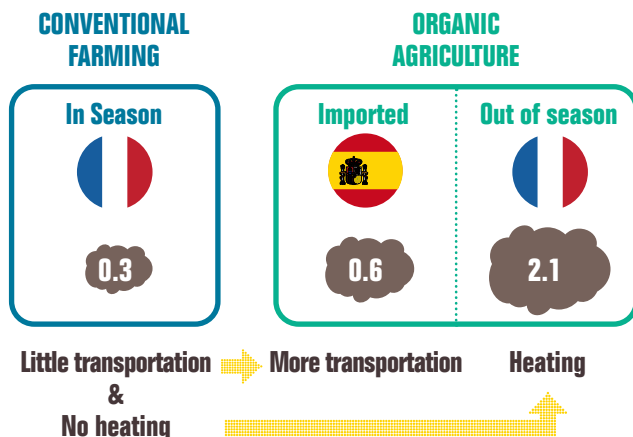 CONVENTIONAL
FARMING
ORGANIC
AGRICULTURE
In Season
Imported
Out of season
0.3
0.6
2.1
Little transportation
&
No heating
More transportation
Heating